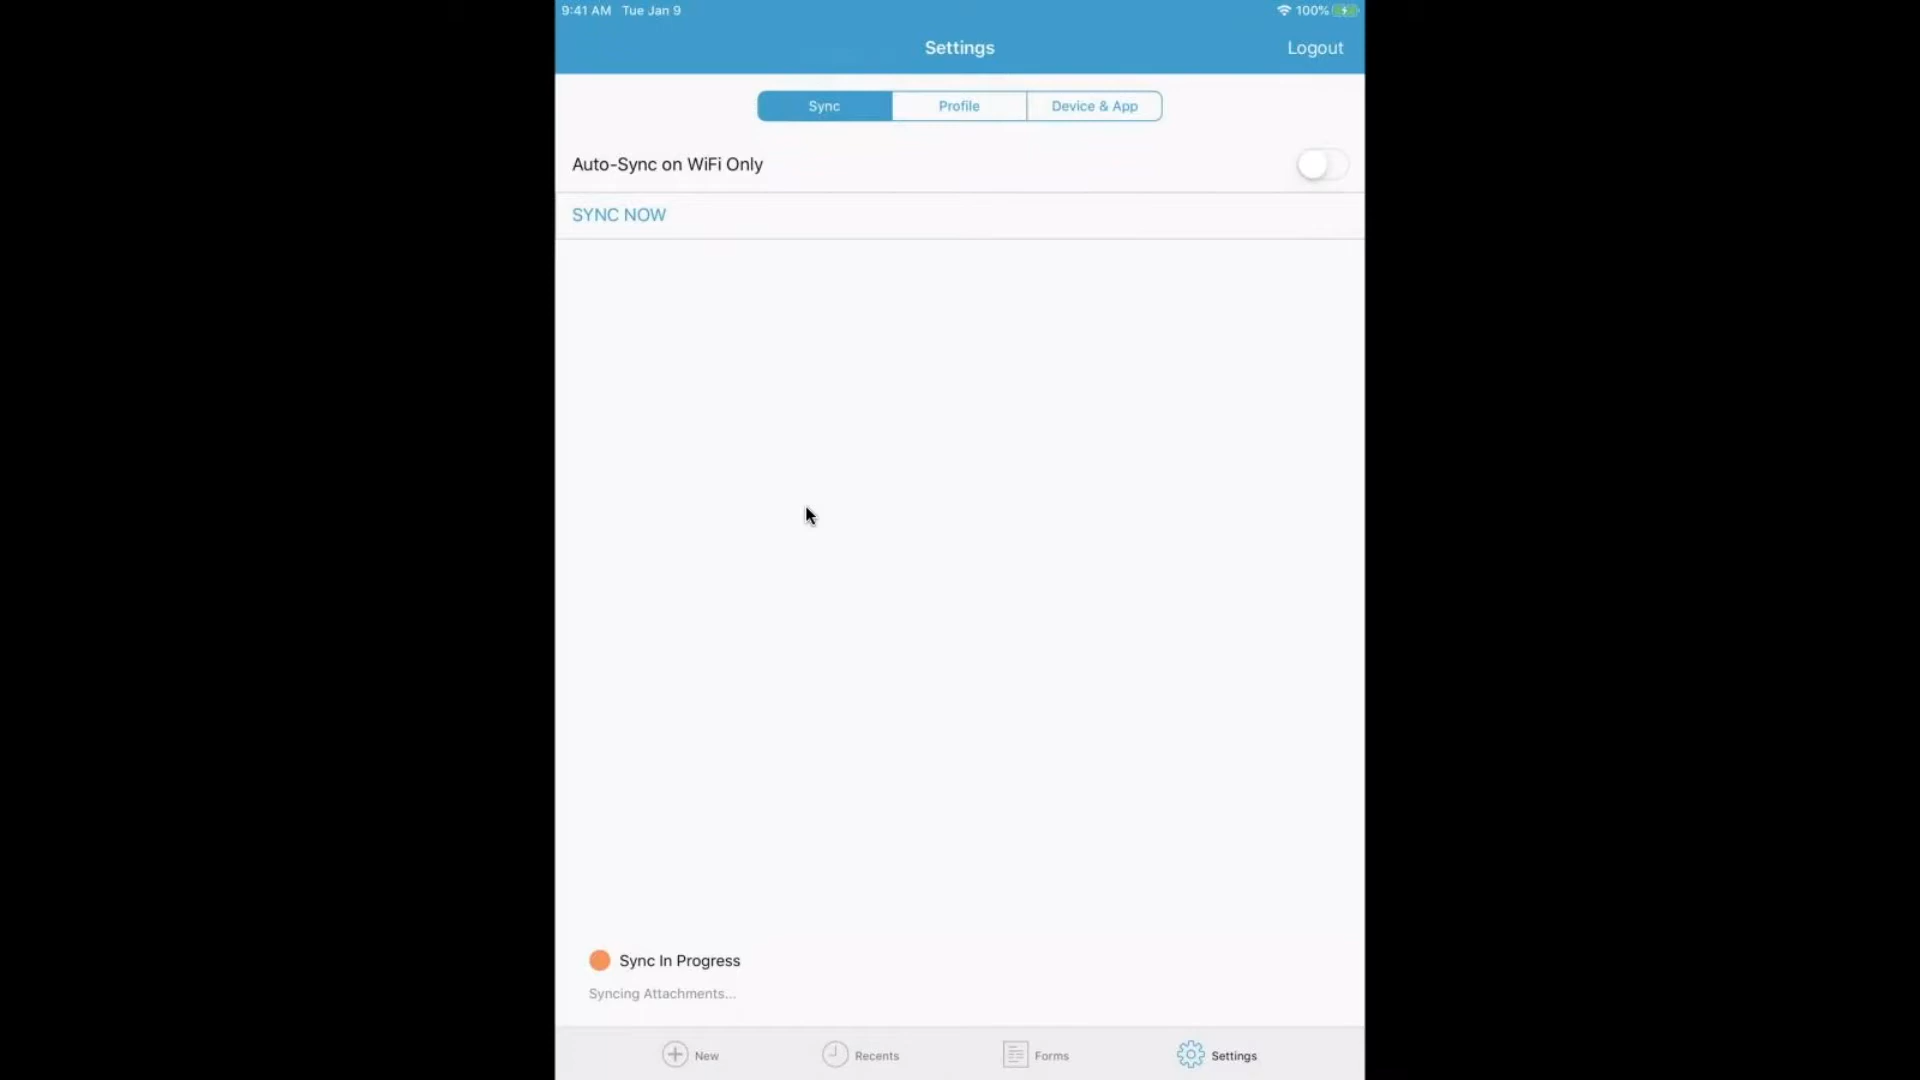 9:41 AM Tue Jan 9 100%
Settings Logout
Sync Profile Device & App
Auto-Sync on WiFi Only
SYNC NOW
Sync In Progress
Syncing Attachments...
New Recents Forms Settings